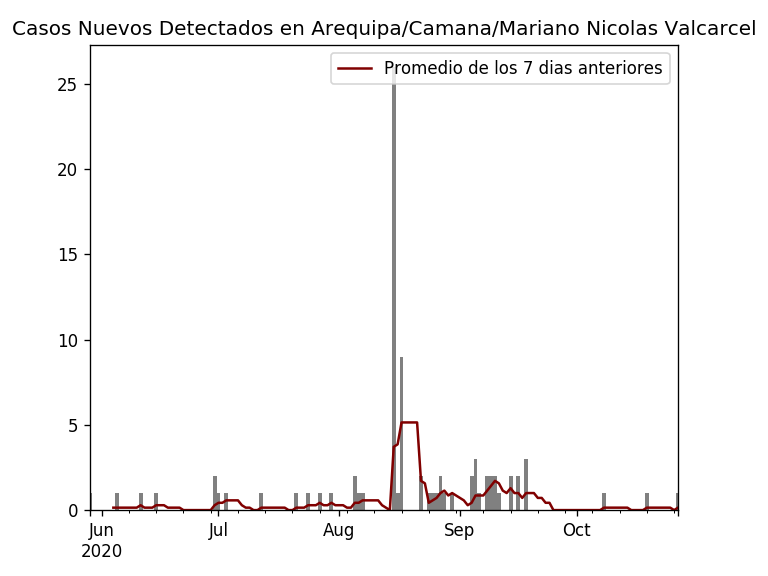 Casos Nuevos Detectados en Arequipa/Camana/Mariano Nicolas Valcarcel
Promedio de los 7 dias anteriores
25
20
15
10
5
0
Jun Jul Aug Sep Oct
2020